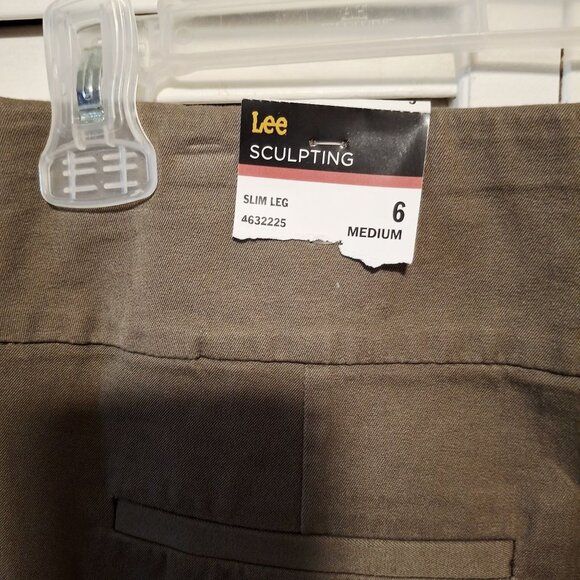 Lee
SCULPTING
SLIM LEG
4632225
6
MEDIUM